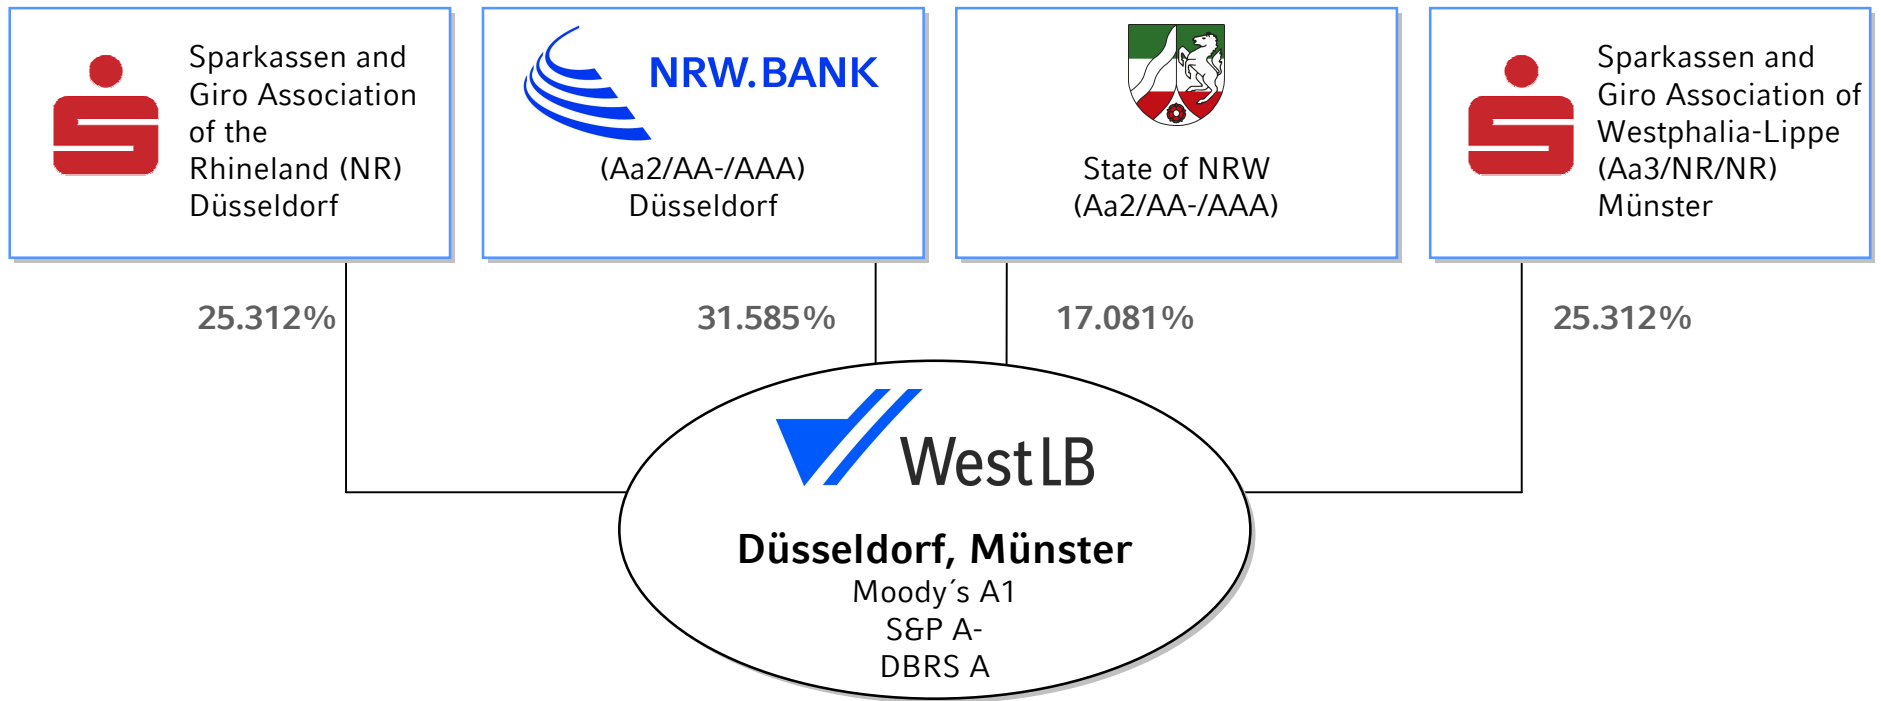 Sparkassen and
Giro Association
of the
Rhineland (NR)
Düsseldorf
NRW.BANK
(Aa2/AA-/AAA)
Düsseldorf
State of NRW
(Aa2/AA-/AAA)
Sparkassen and
Giro Association of
Westphalia-Lippe
(Aa3/NR/NR)
Münster
25.312%
31.585%
17.081%
25.312%
WestLB
Düsseldorf, Münster
Moody´s A1
S&P A-
DBRS A